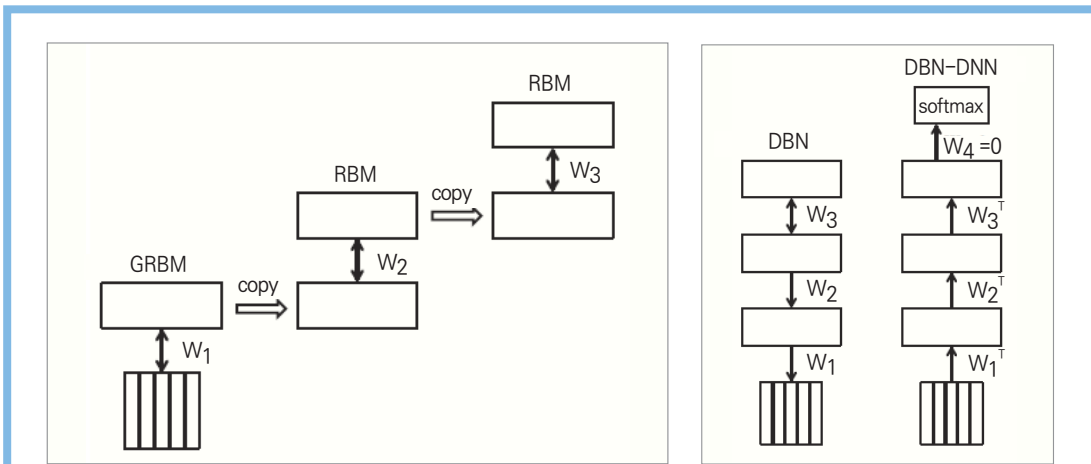 RBM
W3
RBM
copy
W2
GRBM
copy
W1
DBN-DNN
softmax
W4 =0
DBN
W3
W3T
W2
W2T
W1
W1T